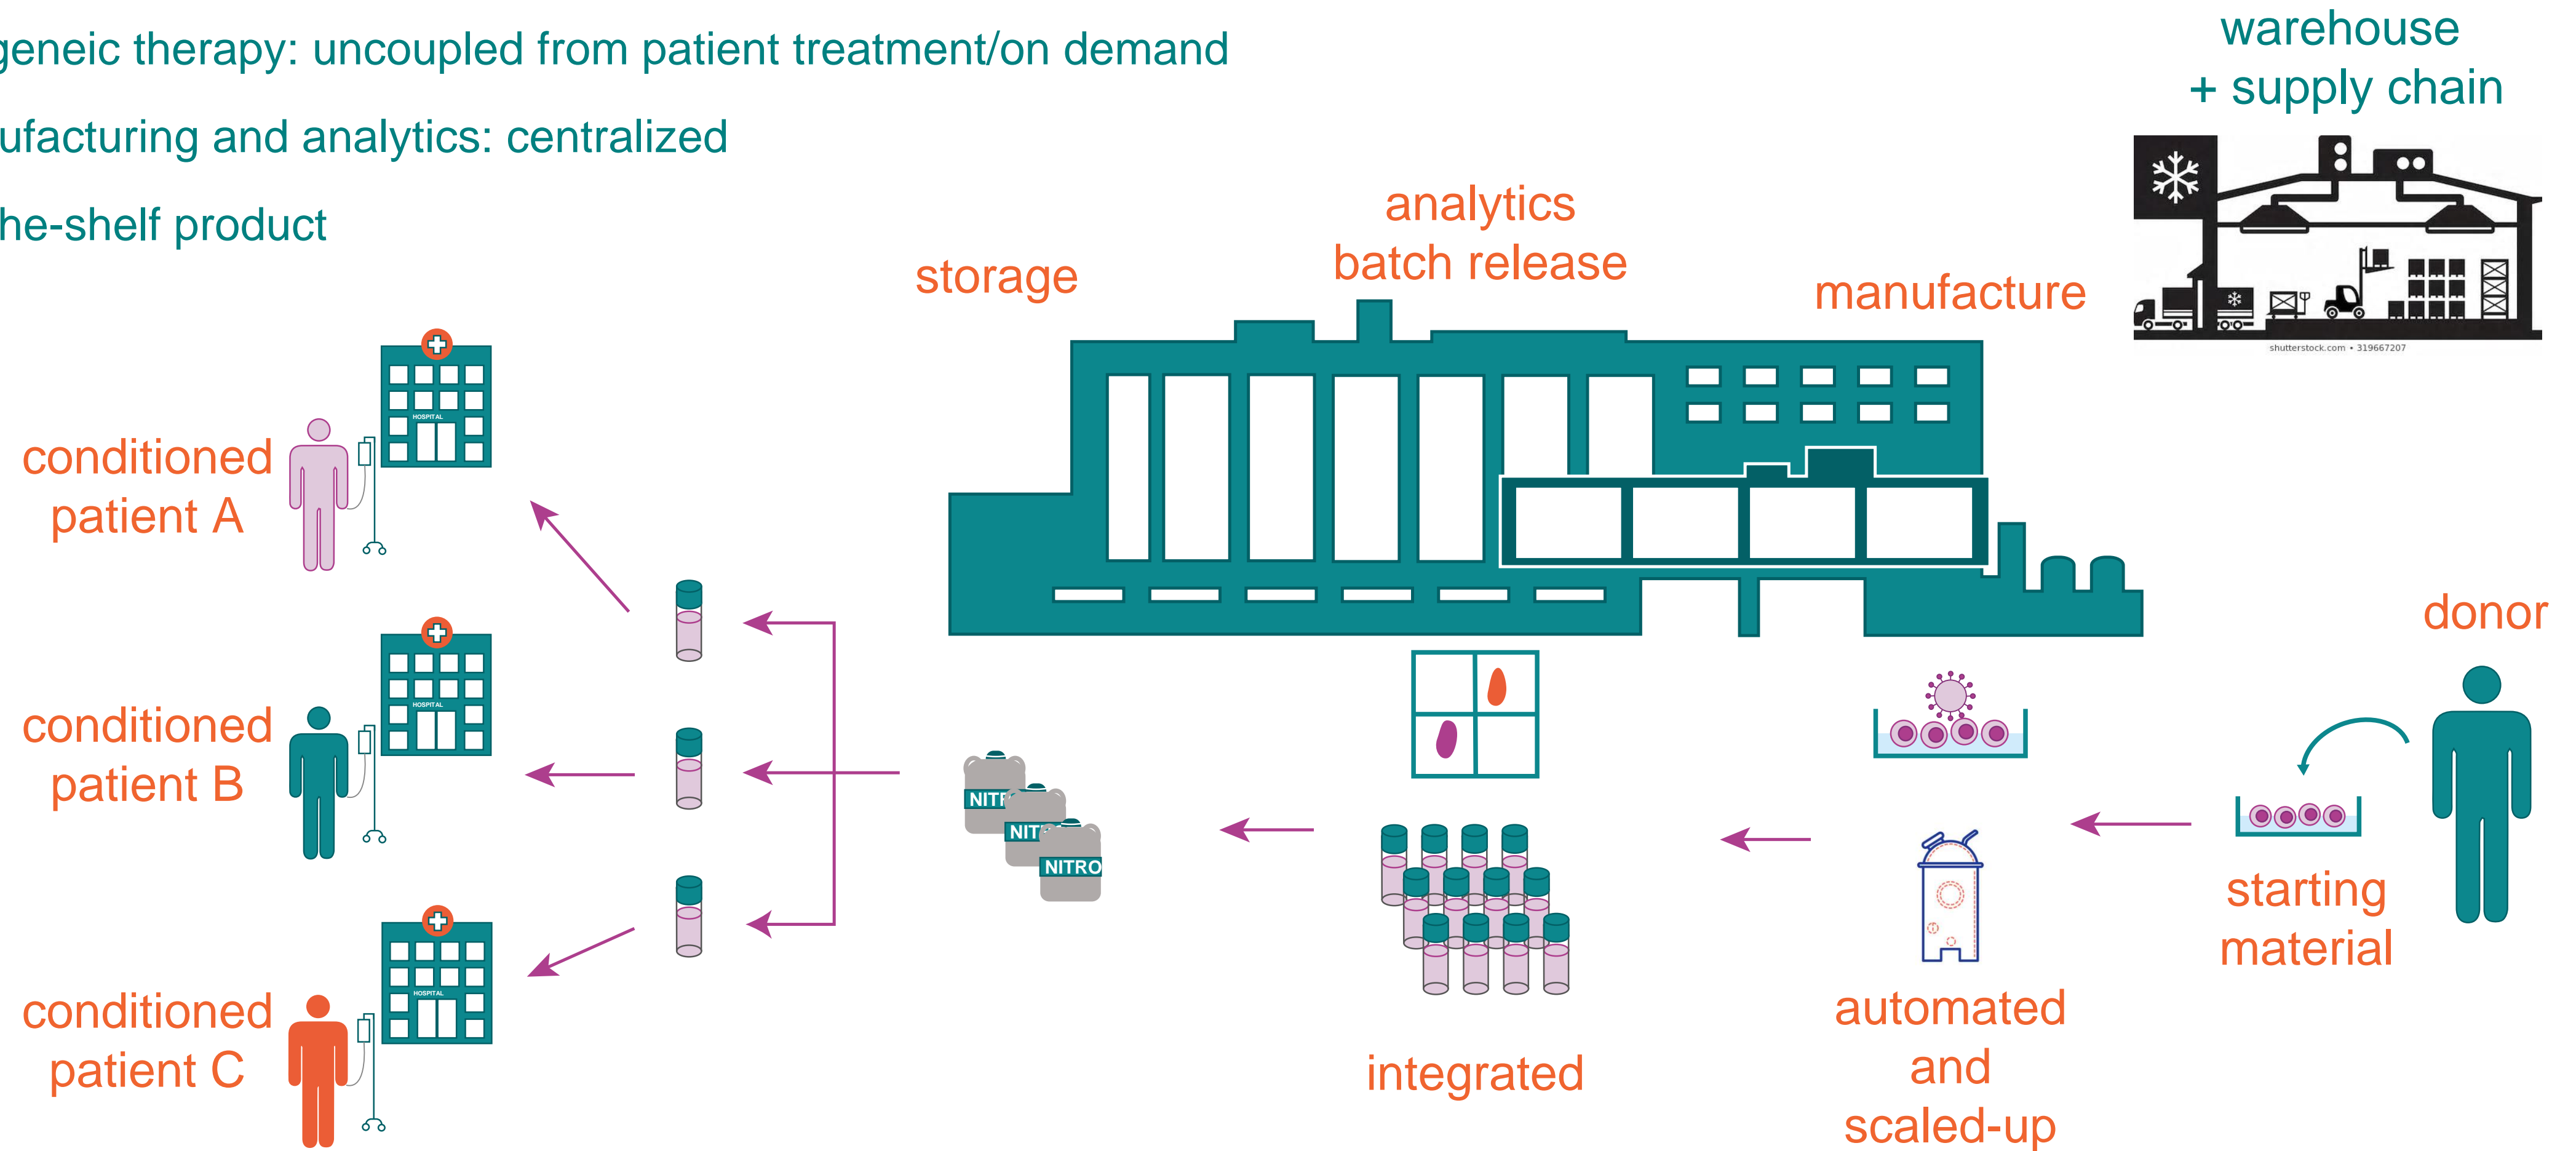 geneic therapy: uncoupled from patient treatment/on demand
ufacturing and analytics: centralized
he-shelf product
warehouse
+ supply chain
shutterstock.com • 319667207
storage
analytics
batch release
manufacture
HOSPITAL
conditioned
patient A
HOSPITAL
conditioned
patient B
HOSPITAL
conditioned
patient C
NITR
NIT
NITRO
integrated
automated
and
scaled-up
donor
starting
material